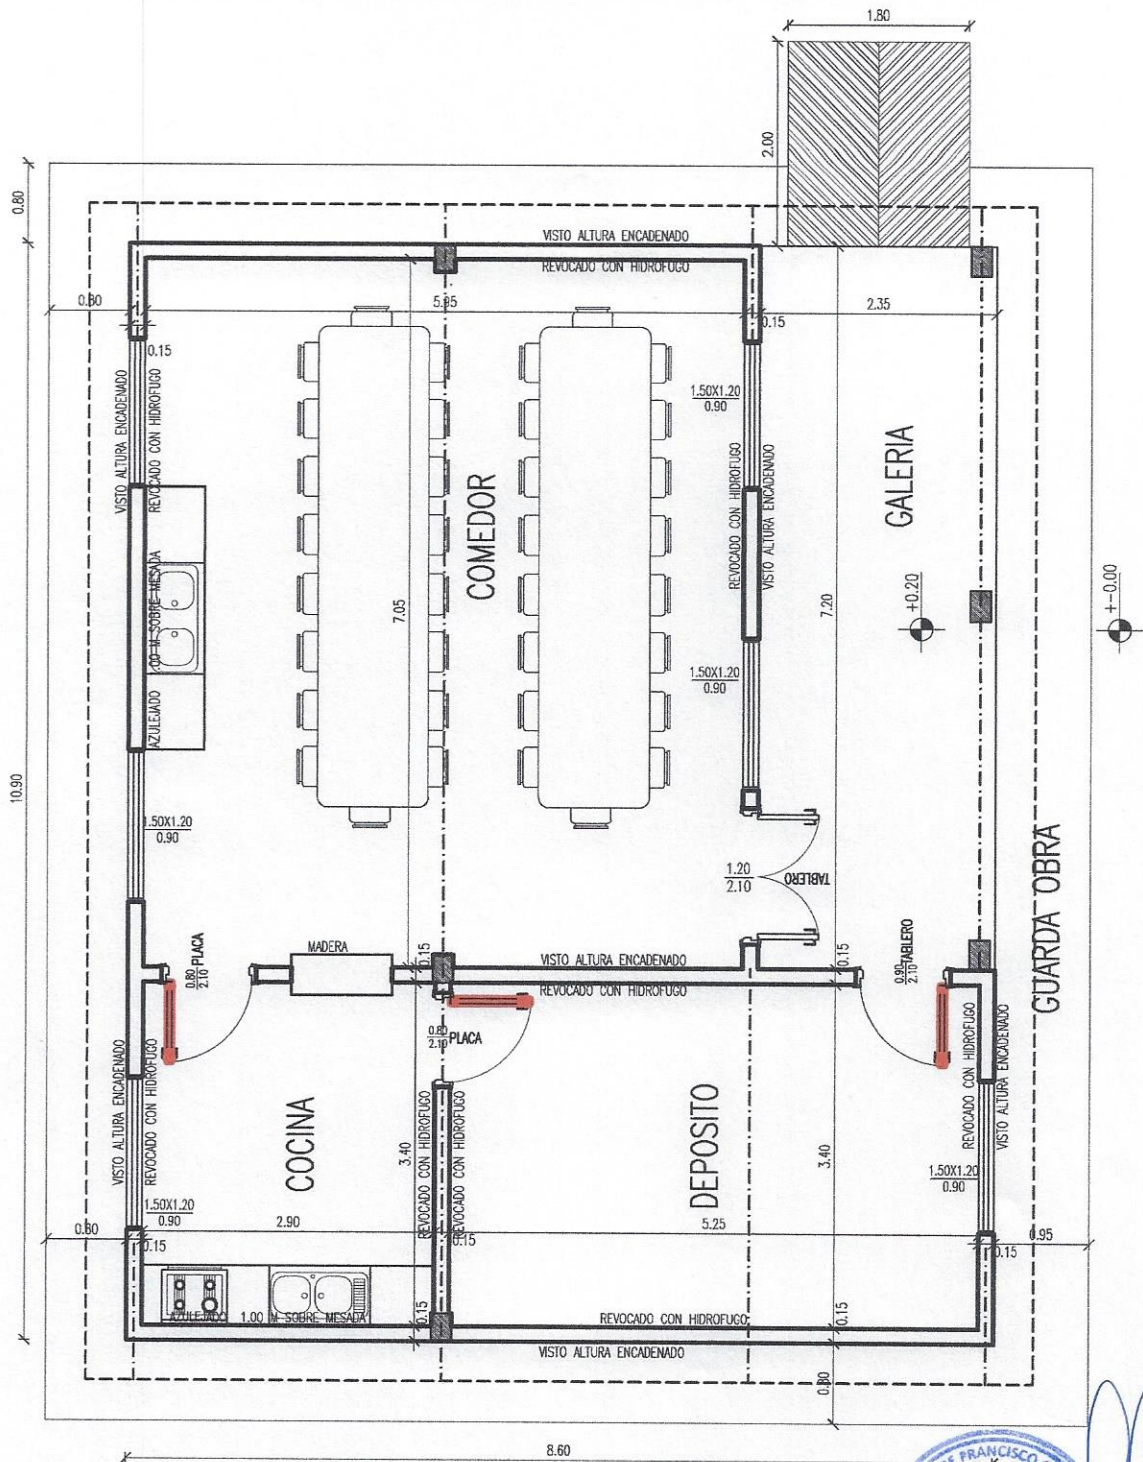 1.80
2.00
0.80
VISTO ALTURA ENCADENADO
REVOCADO CON HIDROFUGO
0.80
5.95
0.15
2.35
0.15
VISTO ALTURA ENCADENADO
REVOCADO CON HIDROFUGO
1.50X1.20
0.90
COMEDOR
GALERIA
REVOCADO CON HIDROFUGO
VISTO ALTURA ENCADENADO
AZULEJADO
.00 M SOBRE MESADA
7.05
7.20
+0.20
+-0.00
1.50X1.20
0.90
10.90
1.50X1.20
0.90
1.20
2.10
TABLERO
GUARDA OBRA
0.80
2.10
PLACA
MADERA
0.15
VISTO ALTURA ENCADENADO
REVOCADO CON HIDROFUGO
0.15
0.90
2.10
TABLERO
0.80
2.10
PLACA
VISTO ALTURA ENCADENADO
REVOCADO CON HIDROFUGO
COCINA
3.40
REVOCADO CON HIDROFUGO
REVOCADO CON HIDROFUGO
DEPOSITO
3.40
REVOCADO CON HIDROFUGO
VISTO ALTURA ENCADENADO
1.50X1.20
0.90
1.50X1.20
0.90
0.80
0.15
2.90
0.15
5.25
0.15
0.95
AZULEJADO 1.00 M SOBRE MESADA
0.15
REVOCADO CON HIDROFUGO
0.15
VISTO ALTURA ENCADENADO
0.80
8.60
FRANCISCO